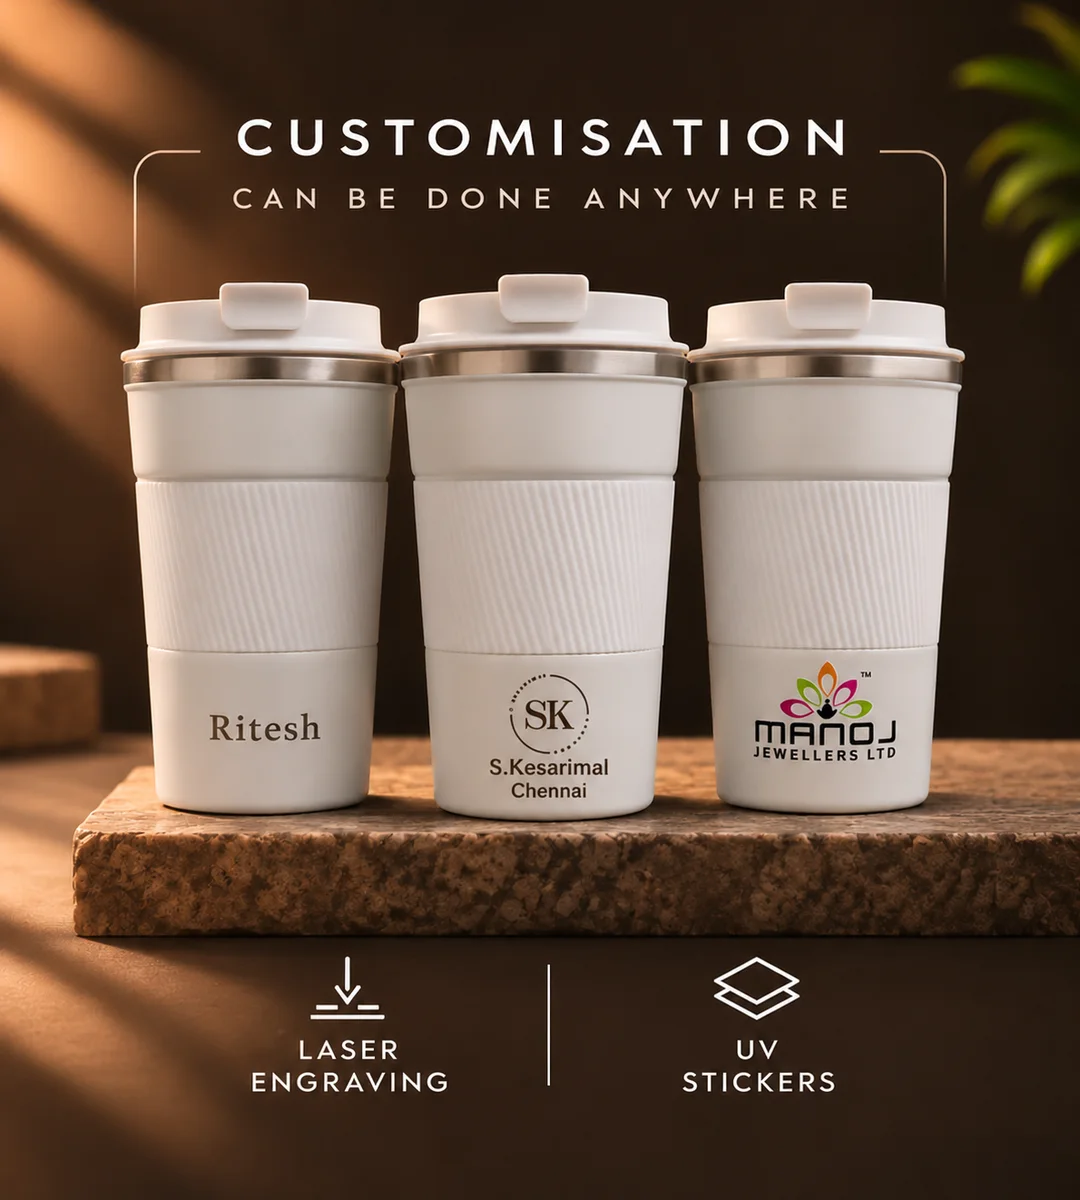 CUSTOMISATION
CAN BE DONE ANYWHERE
Ritesh
SK
S.Kesarimal
Chennai
TM
MANOJ
JEWELLERS LTD
LASER
ENGRAVING
UV
STICKERS